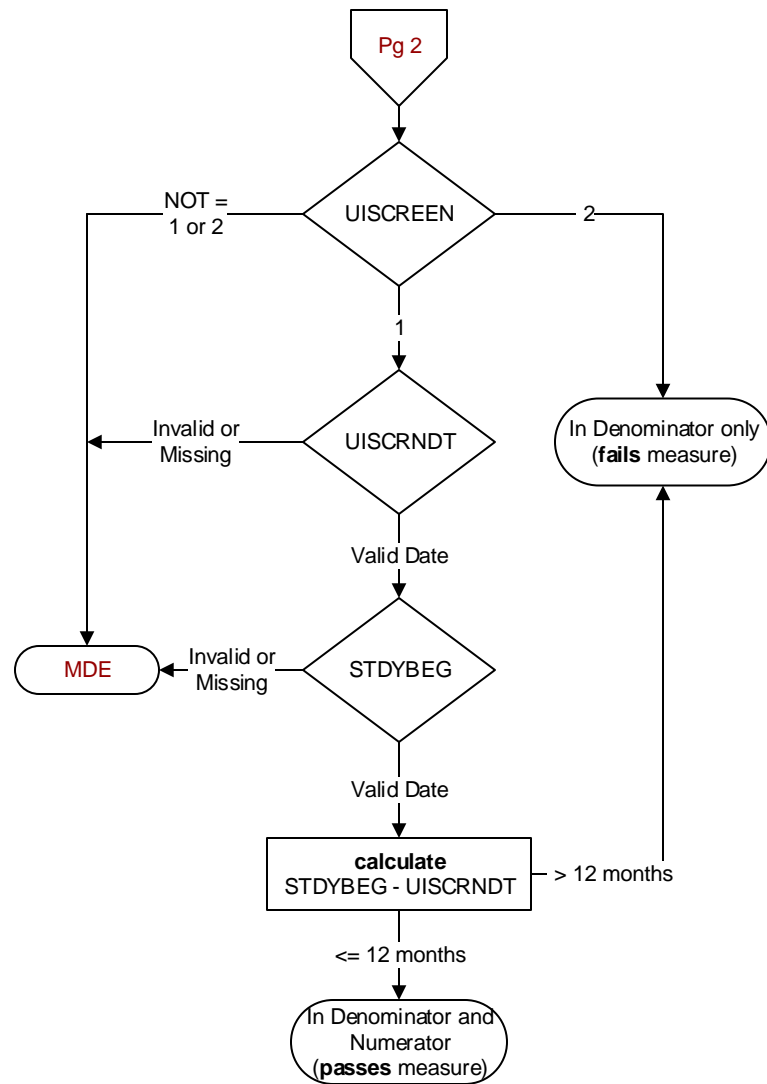 Pg 2
NOT =
1 or 2
UISCREEN
2
1
Invalid or
Missing
UISCRNDT
In Denominator only
(fails measure)
Valid Date
MDE
Invalid or
Missing
STDYBEG
Valid Date
calculate
STDYBEG - UISCRNDT
> 12 months
<= 12 months
In Denominator and
Numerator
(passes measure)